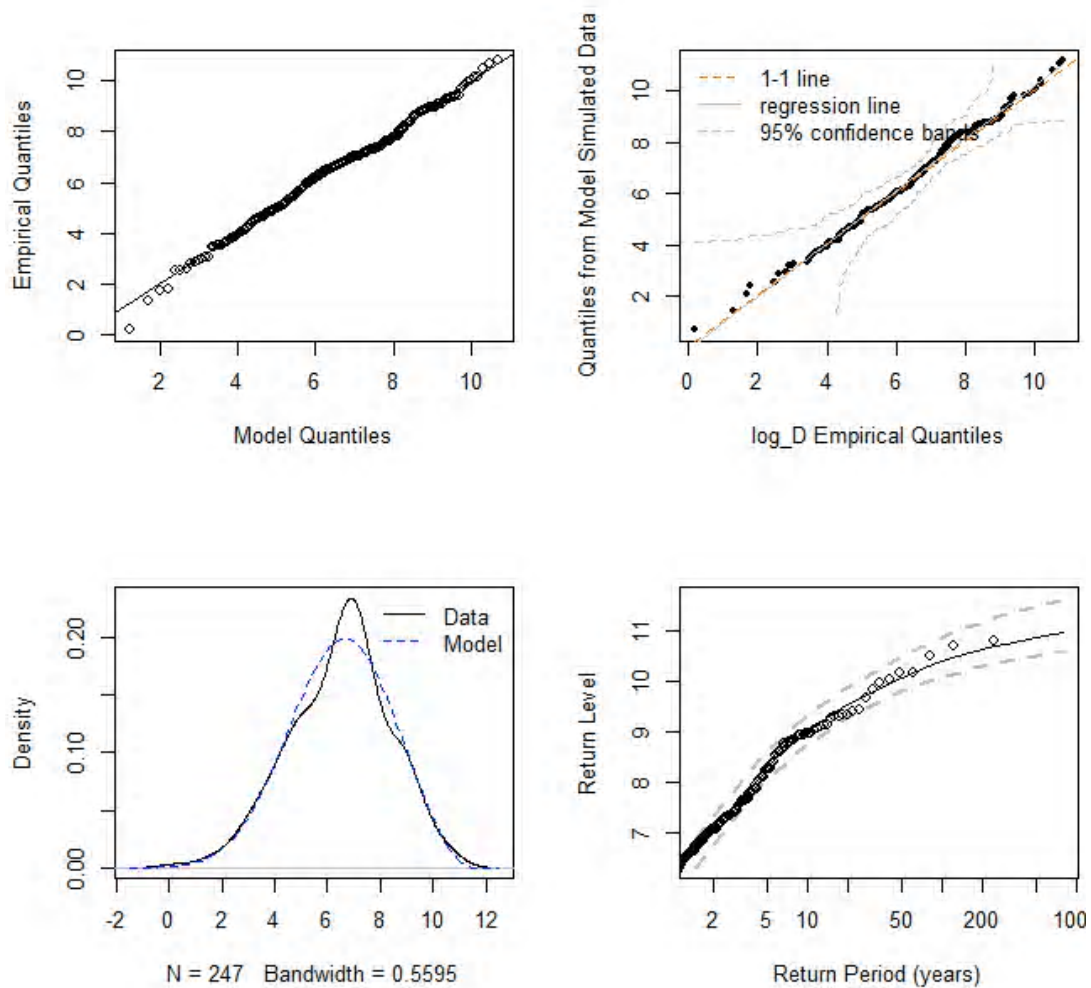 Empirical Quantiles
0 2 4 6 8 10
2 4 6 8 10
Model Quantiles
Quantiles from Model Simulated Data
2 4 6 8 10
1-1 line
regression line
95% confidence bands
0 2 4 6 8 10
log_D Empirical Quantiles
Density
0.00 0.10 0.20
Data
Model
-2 0 2 4 6 8 10 12
N = 247 Bandwidth = 0.5595
Return Level
7 8 9 10 11
2 5 10 50 200 100
Return Period (years)